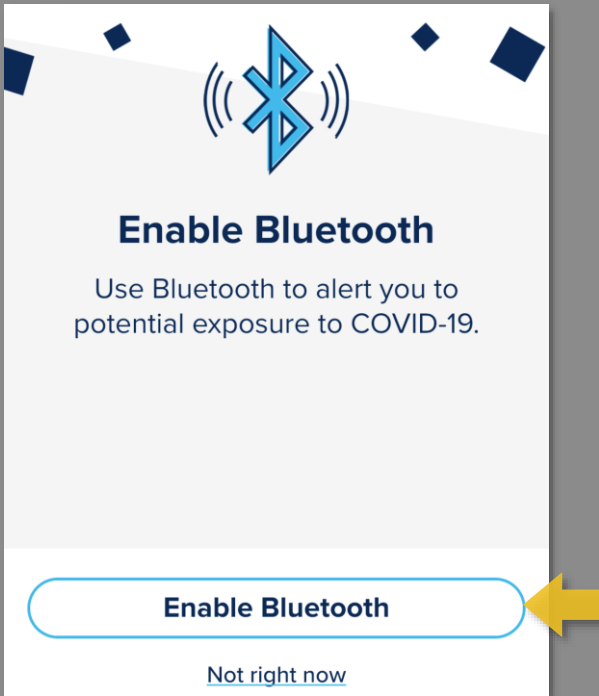 Enable Bluetooth
Use Bluetooth to alert you to
potential exposure to COVID-19.
Enable Bluetooth
Not right now